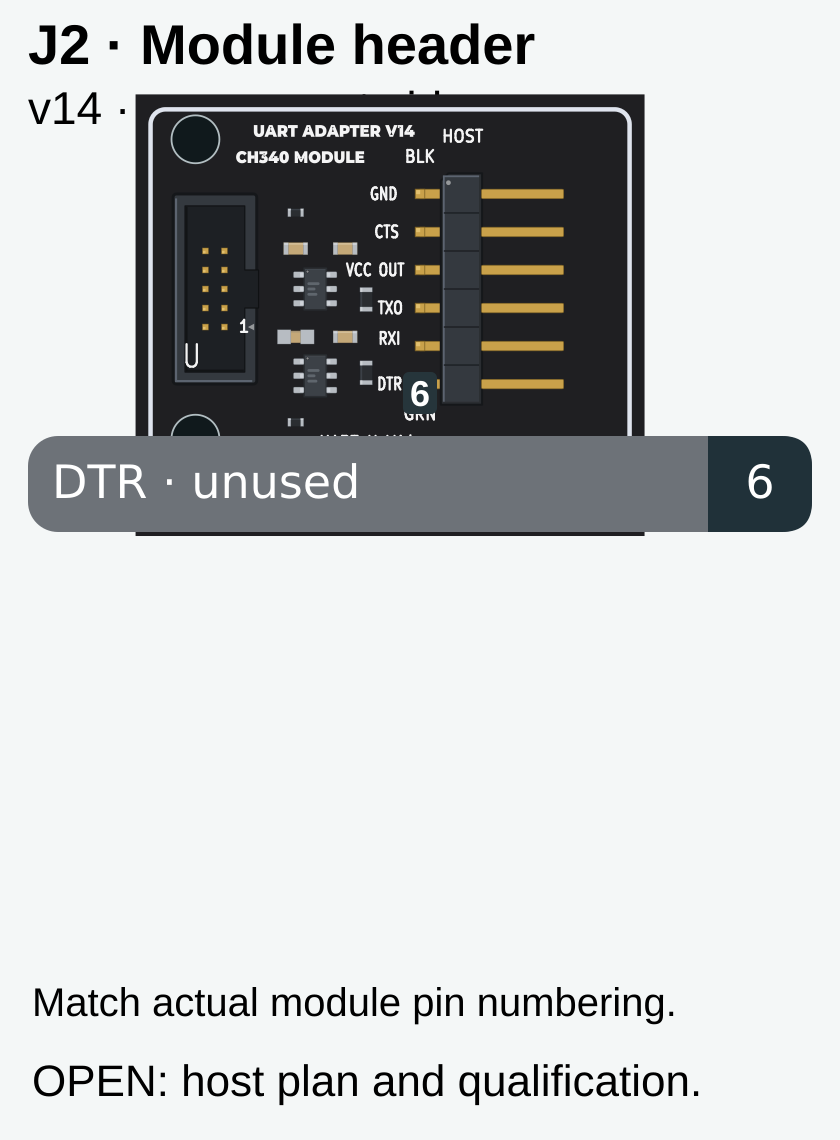 J2 · Module header
v14 ·
UART ADAPTER V14
HOST
CH340 MODULE
BLK
GND
CTS
VCC OUT
TXO
1
RXI
U
DTR
6
GRN
DTR · unused 6
Match actual module pin numbering.
OPEN: host plan and qualification.